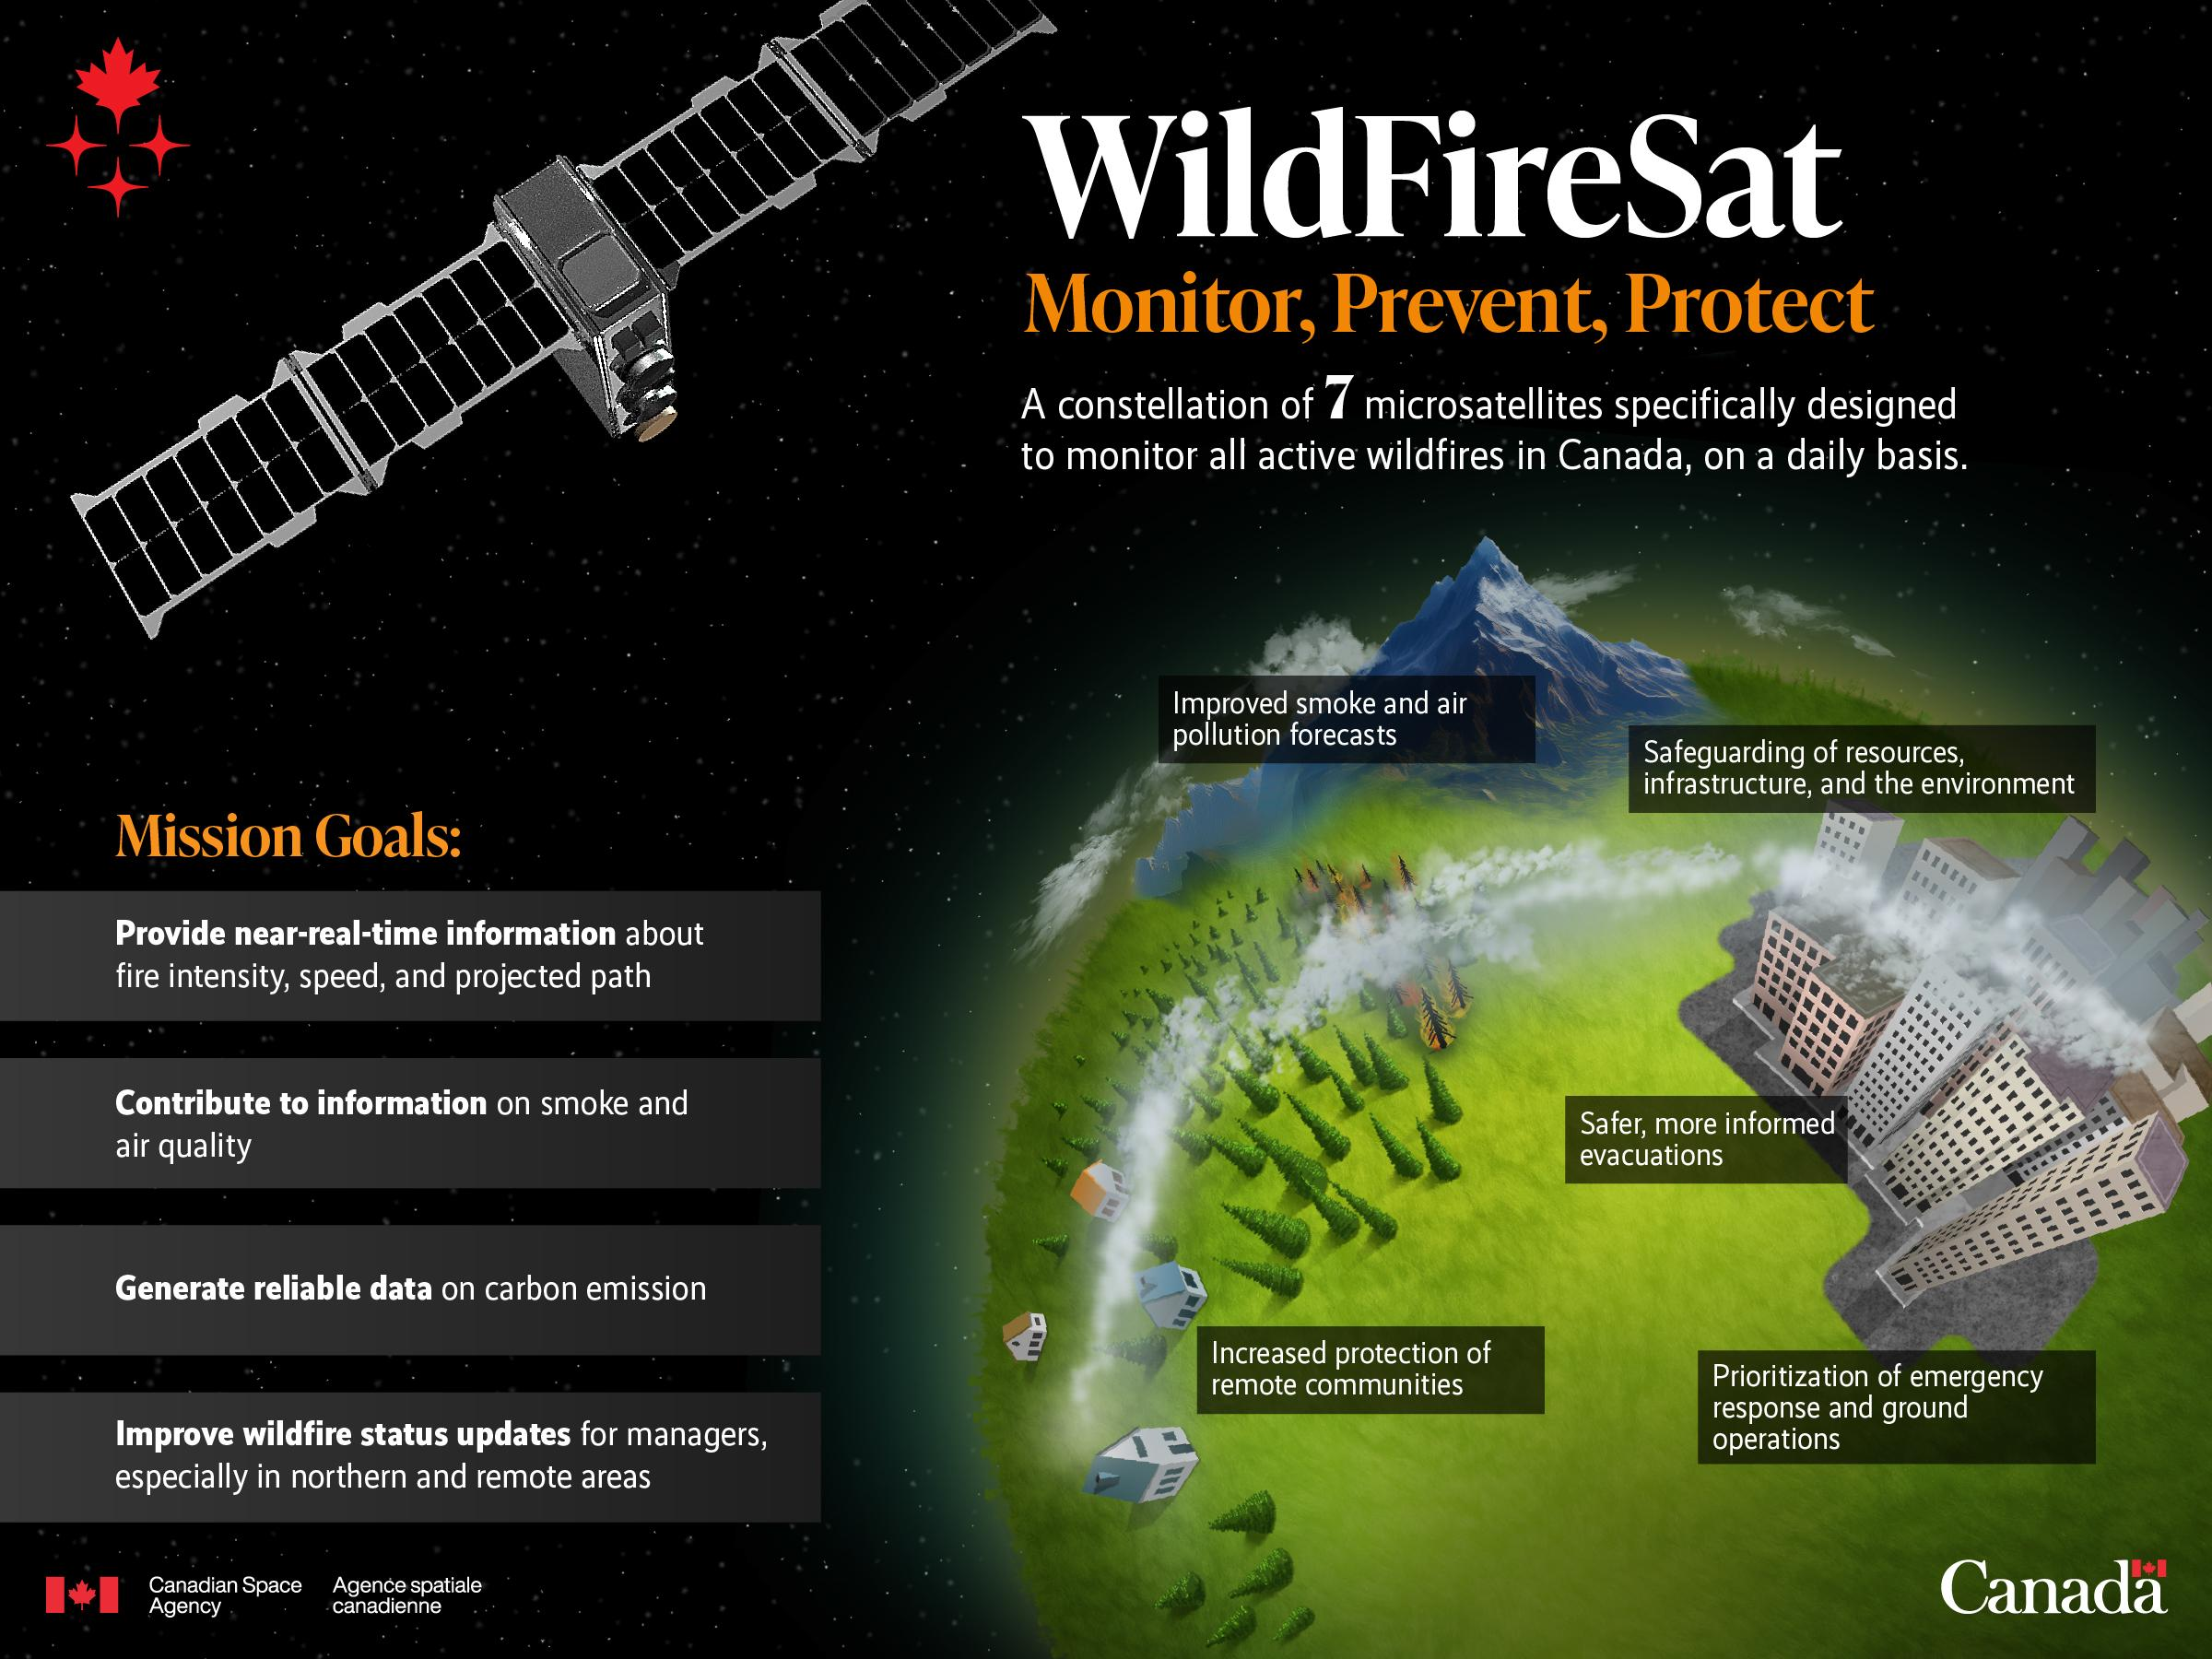 WildFireSat
Monitor, Prevent, Protect
A constellation of 7 microsatellites specifically designed
to monitor all active wildfires in Canada, on a daily basis.
Improved smoke and air
pollution forecasts
Safeguarding of resources,
infrastructure, and the environment
Safer, more informed
evacuations
Increased protection of
remote communities
Prioritization of emergency
response and ground
operations
Mission Goals:
Provide near-real-time information about
fire intensity, speed, and projected path
Contribute to information on smoke and
air quality
Generate reliable data on carbon emission
Improve wildfire status updates for managers,
especially in northern and remote areas
Canadian Space
Agency
Agence spatiale
canadienne
Canada